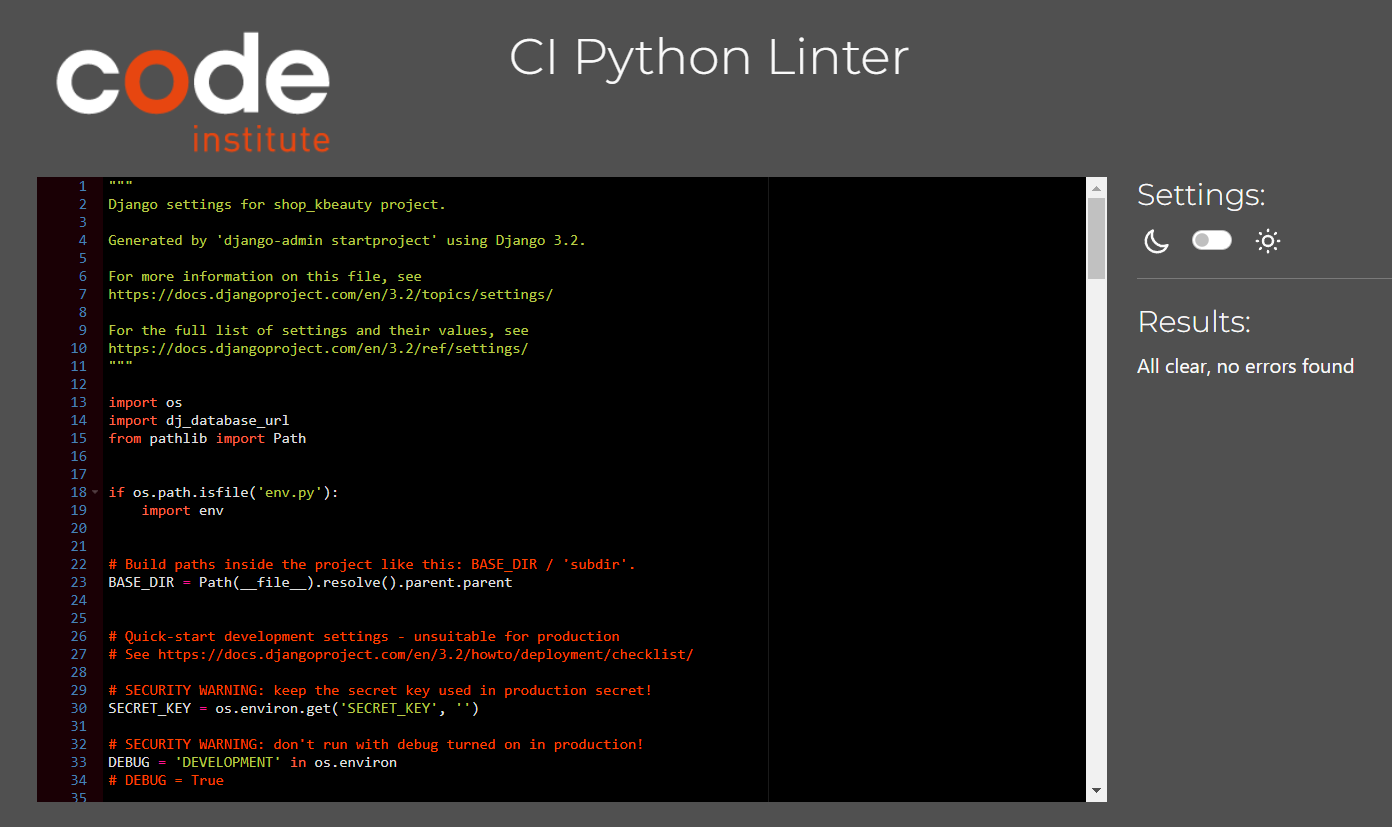 code
institute
CI Python Linter
1 """
2 Django settings for shop_kbeauty project.
3
4 Generated by 'django-admin startproject' using Django 3.2.
5
6 For more information on this file, see
7 https://docs.djangoproject.com/en/3.2/topics/settings/
8
9 For the full list of settings and their values, see
10 https://docs.djangoproject.com/en/3.2/ref/settings/
11 """
12
13 import os
14 import dj_database_url
15 from pathlib import Path
16
17
18 if os.path.isfile('env.py'):
19     import env
20
21
22 # Build paths inside the project like this: BASE_DIR / 'subdir'.
23 BASE_DIR = Path(__file__).resolve().parent.parent
24
25
26 # Quick-start development settings - unsuitable for production
27 # See https://docs.djangoproject.com/en/3.2/howto/deployment/checklist/
28
29 # SECURITY WARNING: keep the secret key used in production secret!
30 SECRET_KEY = os.environ.get('SECRET_KEY', '')
31
32 # SECURITY WARNING: don't run with debug turned on in production!
33 DEBUG = 'DEVELOPMENT' in os.environ
34 # DEBUG = True
35
Settings:
Results:
All clear, no errors found